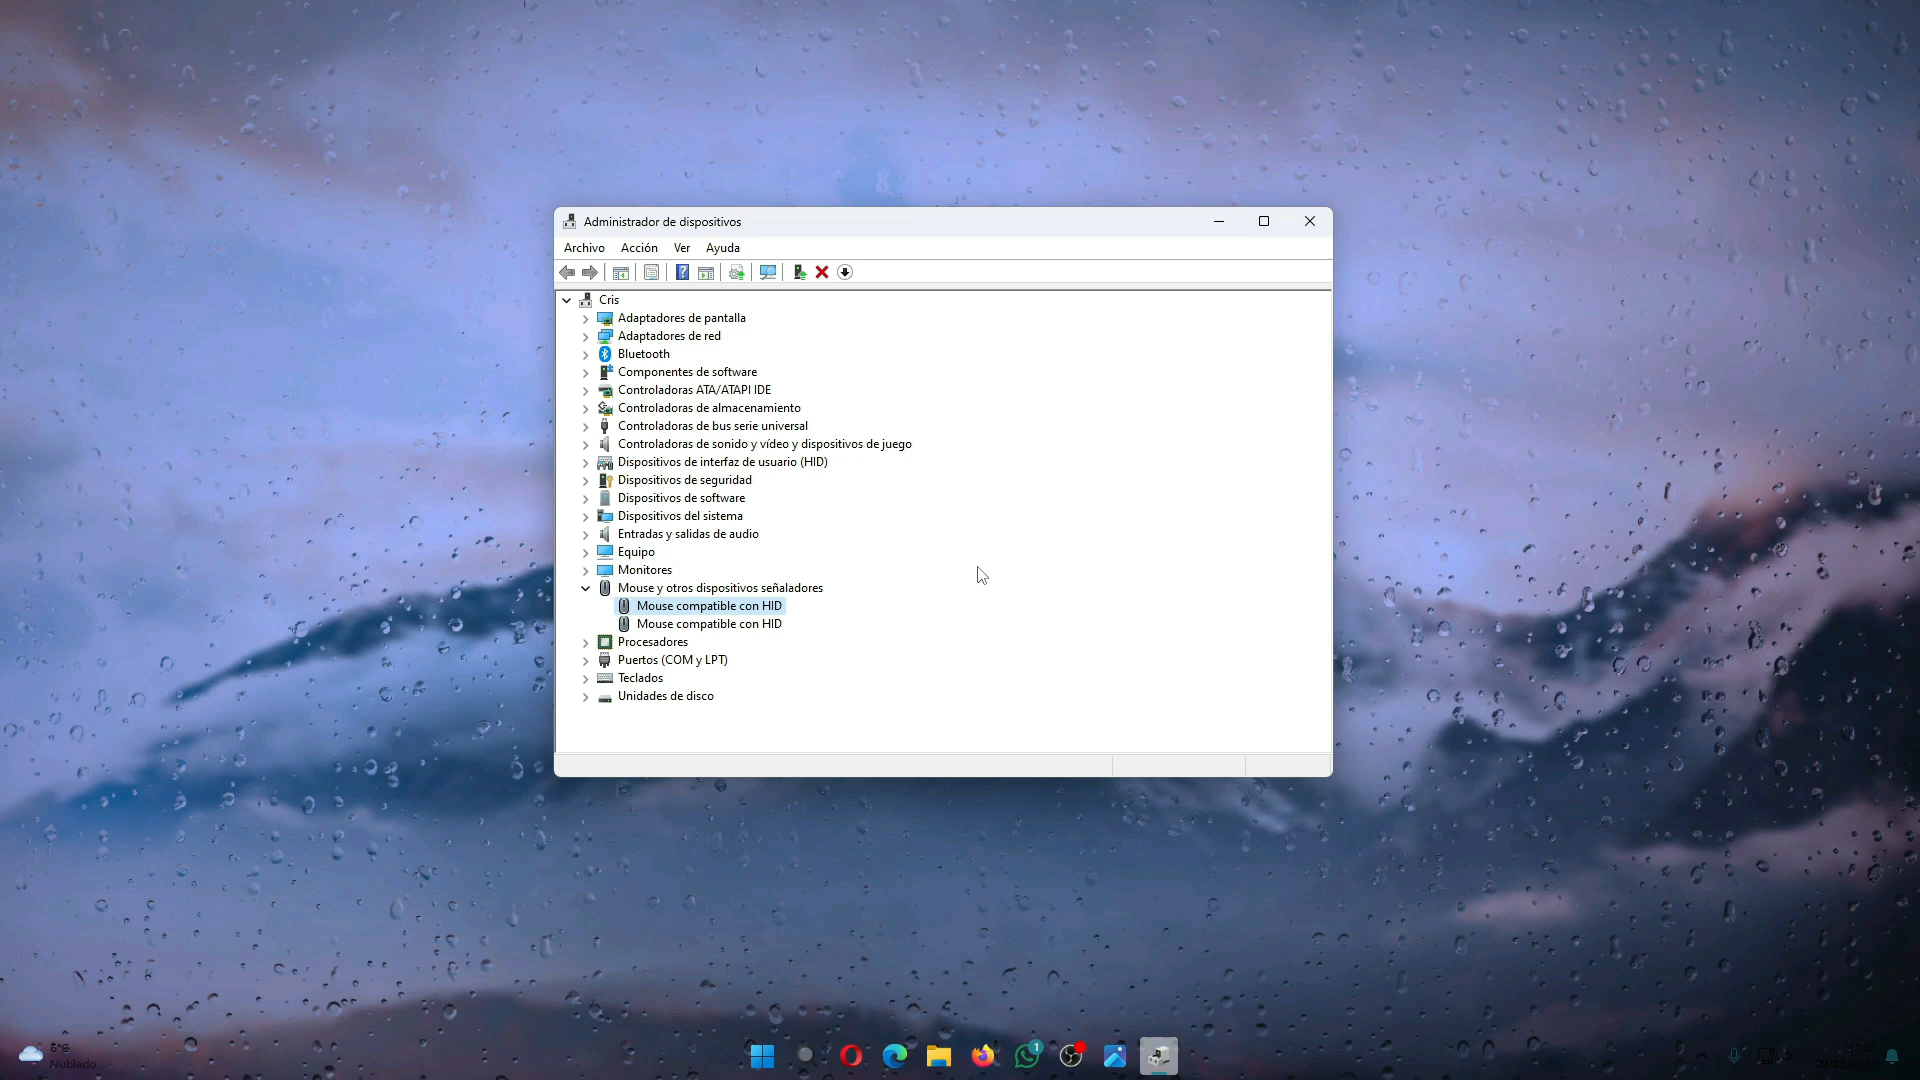 Administrador de dispositivos
Archivo Acción Ver Ayuda
Cris
Adaptadores de pantalla
Adaptadores de red
Bluetooth
Componentes de software
Controladoras ATA/ATAPI IDE
Controladoras de almacenamiento
Controladoras de bus serie universal
Controladoras de sonido y vídeo y dispositivos de juego
Dispositivos de interfaz de usuario (HID)
Dispositivos de seguridad
Dispositivos de software
Dispositivos del sistema
Entradas y salidas de audio
Equipo
Monitores
Mouse y otros dispositivos señaladores
Mouse compatible con HID
Mouse compatible con HID
Procesadores
Puertos (COM y LPT)
Teclados
Unidades de disco
6°C
Nublado
1